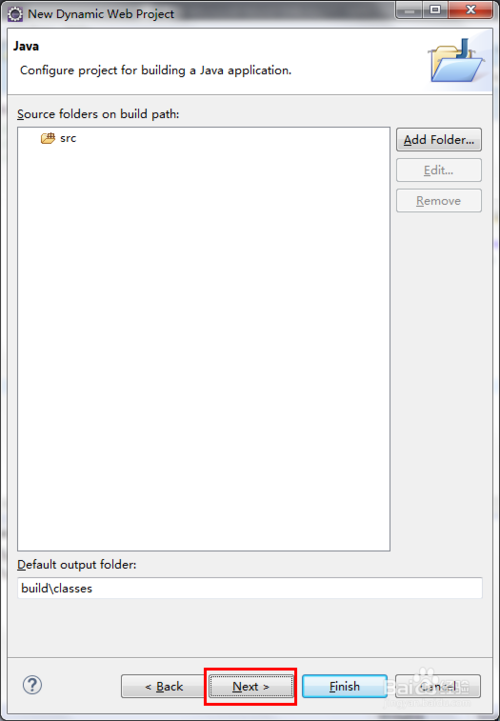 New Dynamic Web Project
Java
Configure project for building a Java application.
Source folders on build path:
src
Add Folder...
Edit...
Remove
Default output folder:
build\classes
< Back
Next >
Finish
Cancel